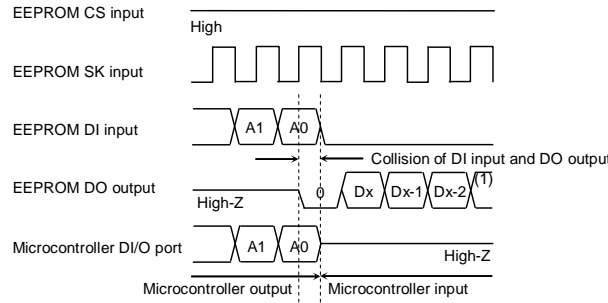 EEPROM CS input
High
EEPROM SK input
EEPROM DI input
A1 A0
Collision of DI input and DO output
EEPROM DO output
High-Z
0 Dx Dx-1 Dx-2 (1)
Microcontroller DI/O port
A1 A0
High-Z
Microcontroller output Microcontroller input